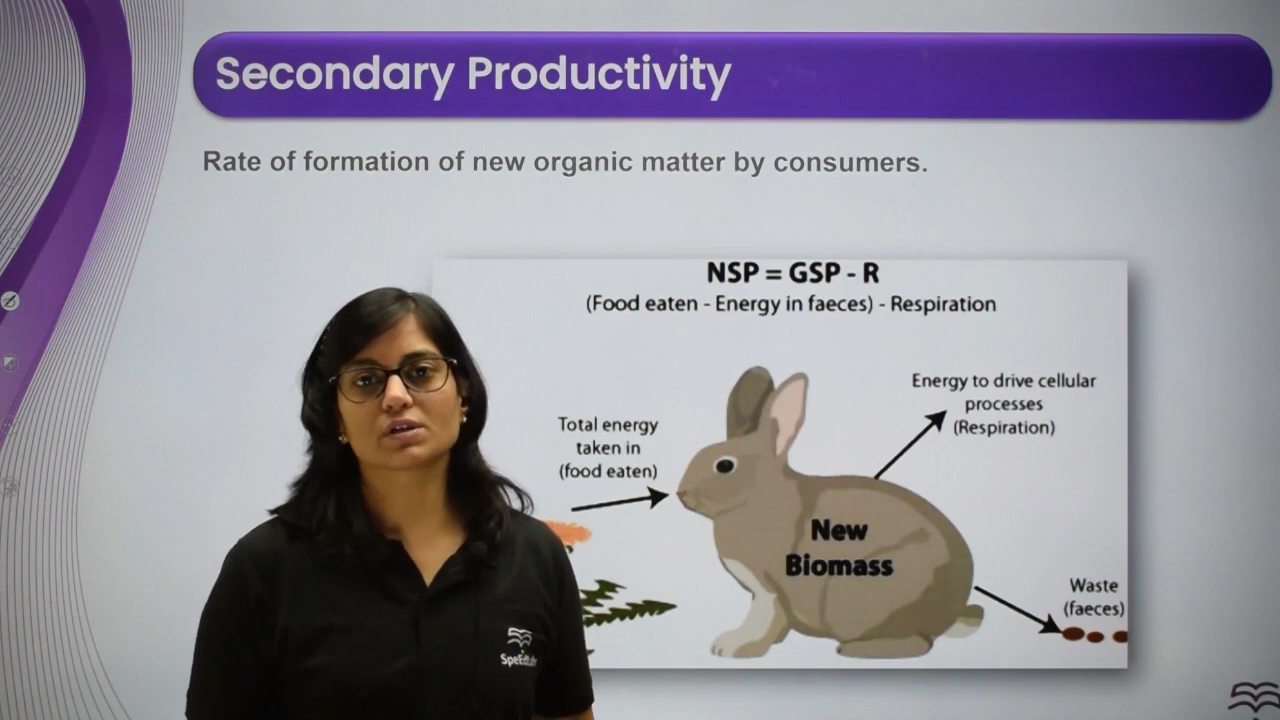 Secondary Productivity
Rate of formation of new organic matter by consumers.
NSP = GSP - R
(Food eaten - Energy in faeces) - Respiration
Energy to drive cellular
processes
(Respiration)
Total energy
taken in
(food eaten)
New
Biomass
Waste
(faeces)